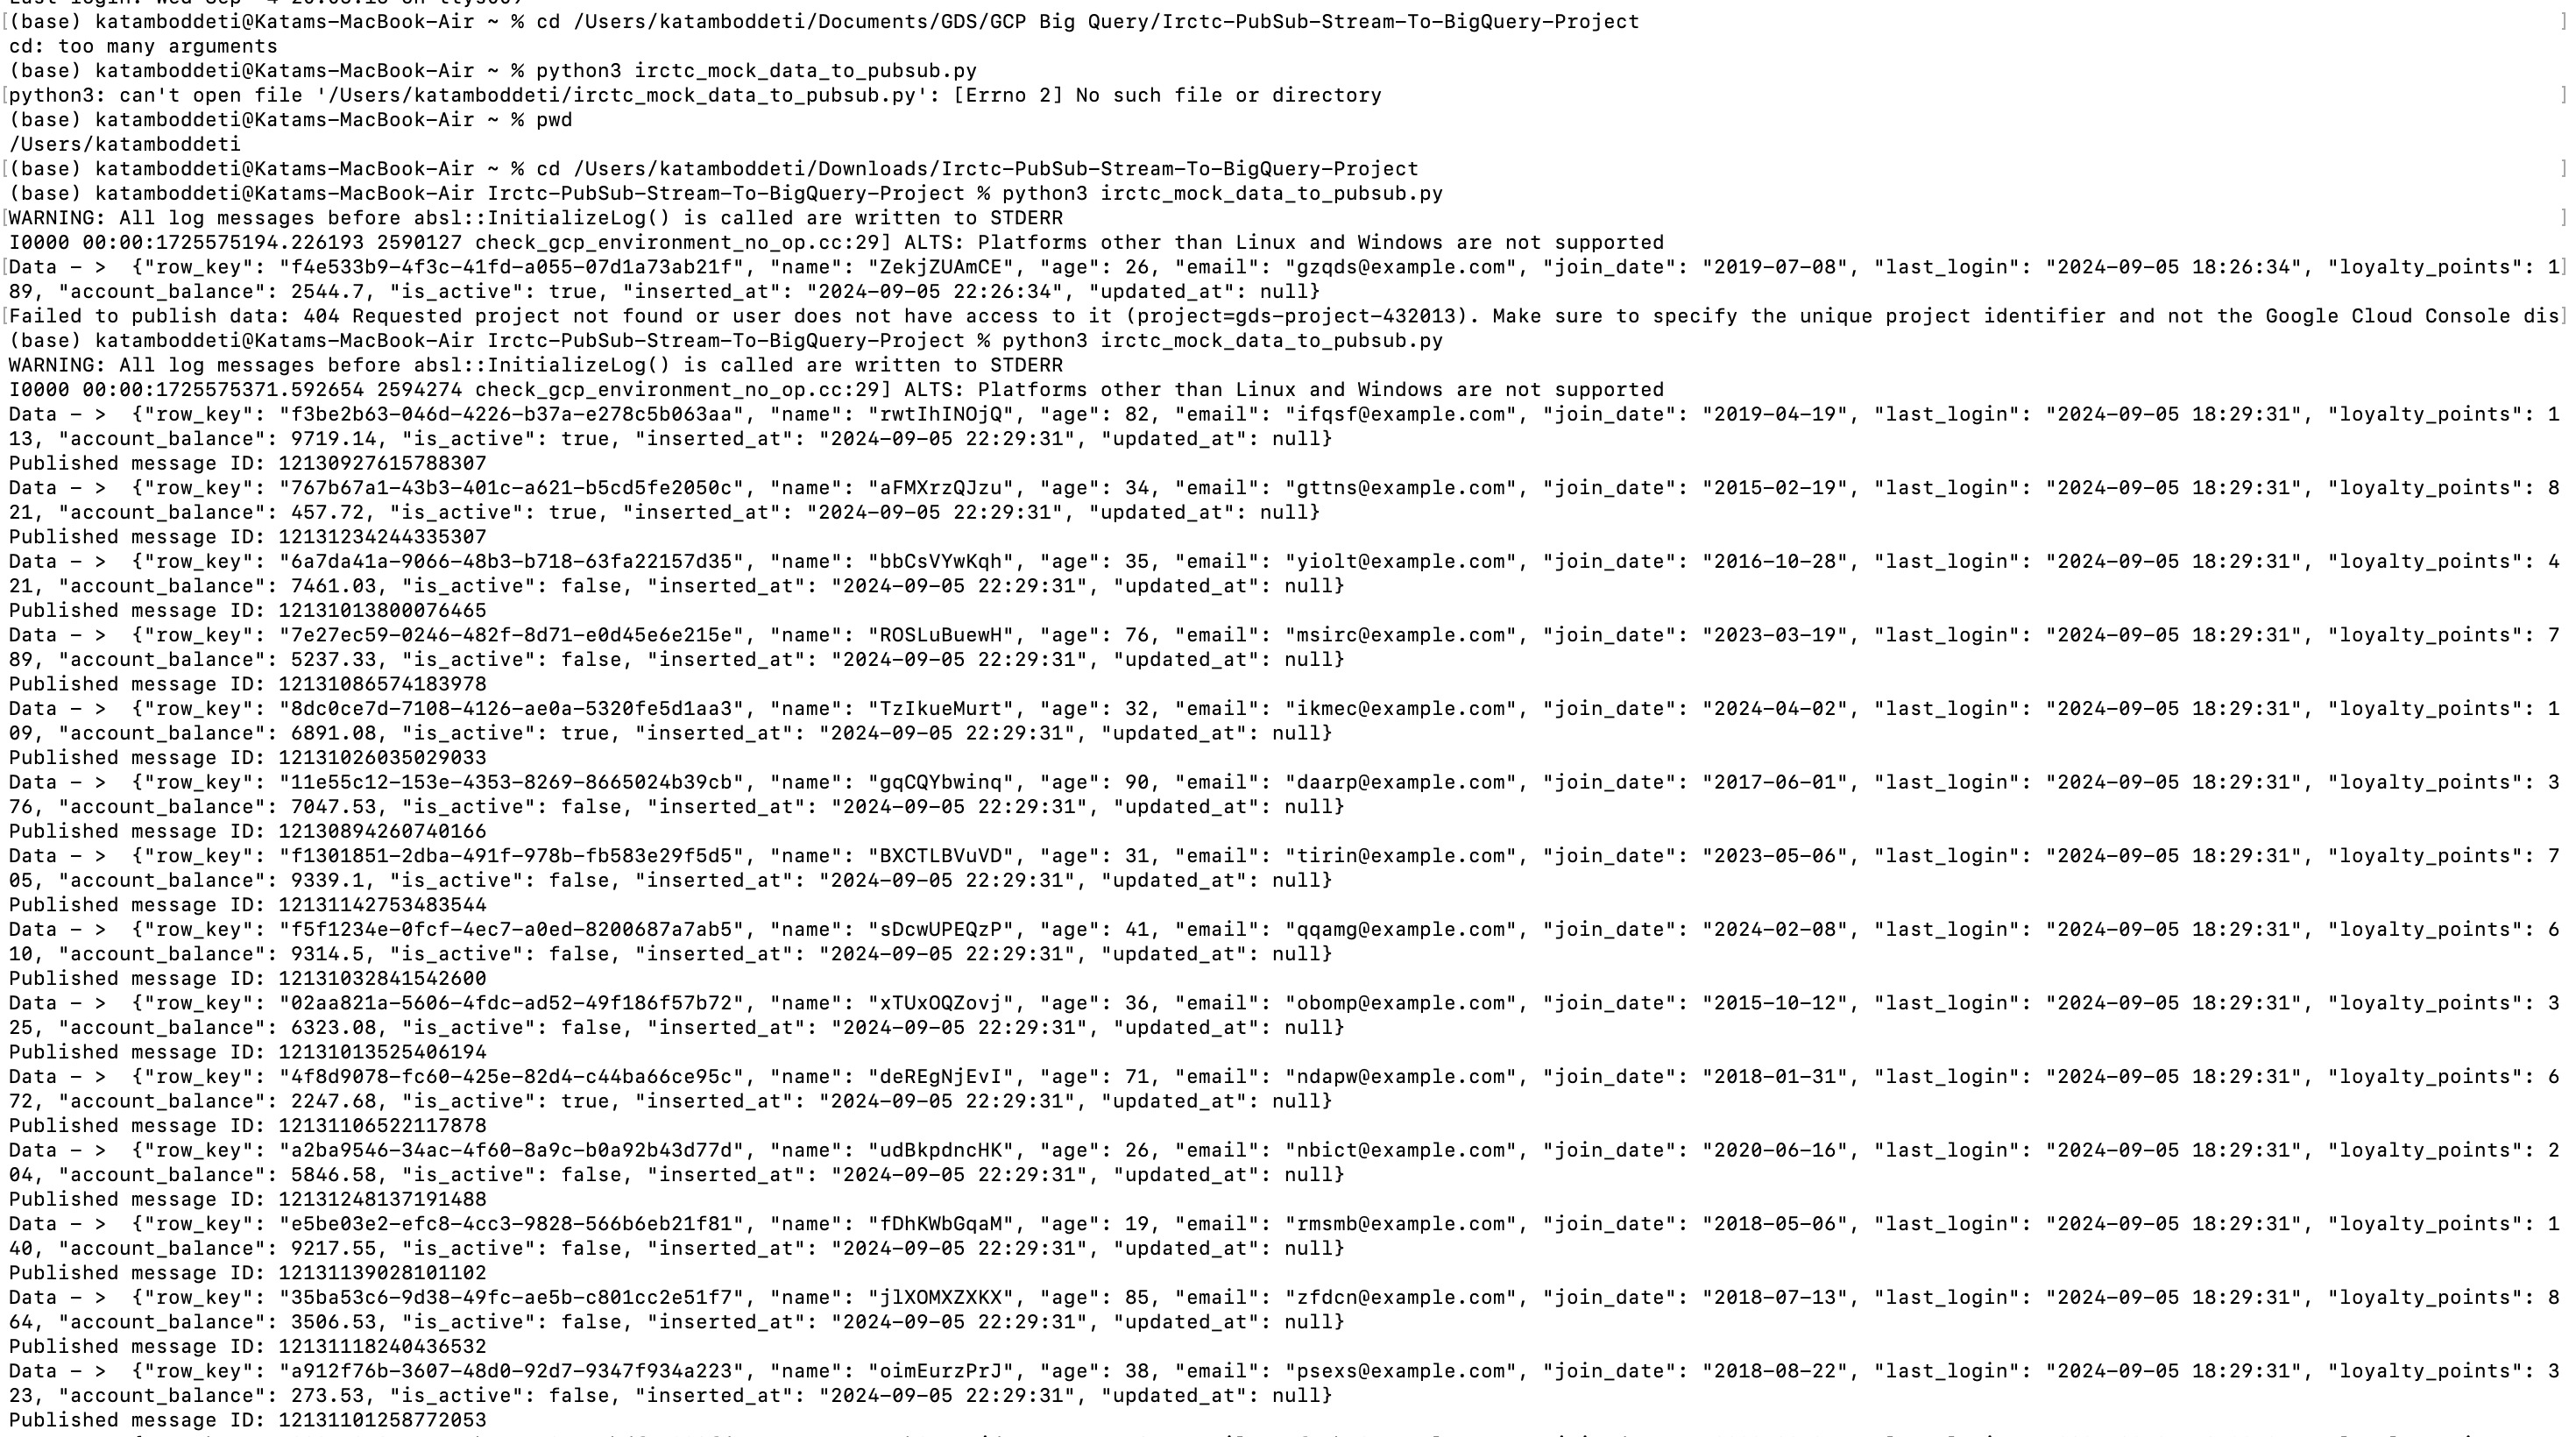 (base) katamboddeti@Katams-MacBook-Air ~ % cd /Users/katamboddeti/Documents/GDS/GCP Big Query/Irctc-PubSub-Stream-To-BigQuery-Project
cd: too many arguments
(base) katamboddeti@Katams-MacBook-Air ~ % python3 irctc_mock_data_to_pubsub.py
python3: can't open file '/Users/katamboddeti/irctc_mock_data_to_pubsub.py': [Errno 2] No such file or directory
(base) katamboddeti@Katams-MacBook-Air ~ % pwd
/Users/katamboddeti
(base) katamboddeti@Katams-MacBook-Air ~ % cd /Users/katamboddeti/Downloads/Irctc-PubSub-Stream-To-BigQuery-Project
(base) katamboddeti@Katams-MacBook-Air Irctc-PubSub-Stream-To-BigQuery-Project % python3 irctc_mock_data_to_pubsub.py
WARNING: All log messages before absl::InitializeLog() is called are written to STDERR
I0000 00:00:1725575194.226193 2590127 check_gcp_environment_no_op.cc:29] ALTS: Platforms other than Linux and Windows are not supported
Data - >  {"row_key": "f4e533b9-4f3c-41fd-a055-07d1a73ab21f", "name": "ZekjZUAmCE", "age": 26, "email": "gzqds@example.com", "join_date": "2019-07-08", "last_login": "2024-09-05 18:26:34", "loyalty_points": 1
89, "account_balance": 2544.7, "is_active": true, "inserted_at": "2024-09-05 22:26:34", "updated_at": null}
Failed to publish data: 404 Requested project not found or user does not have access to it (project=gds-project-432013). Make sure to specify the unique project identifier and not the Google Cloud Console dis
(base) katamboddeti@Katams-MacBook-Air Irctc-PubSub-Stream-To-BigQuery-Project % python3 irctc_mock_data_to_pubsub.py
WARNING: All log messages before absl::InitializeLog() is called are written to STDERR
I0000 00:00:1725575371.592654 2594274 check_gcp_environment_no_op.cc:29] ALTS: Platforms other than Linux and Windows are not supported
Data - >  {"row_key": "f3be2b63-046d-4226-b37a-e278c5b063aa", "name": "rwtIhINOjQ", "age": 82, "email": "ifqsf@example.com", "join_date": "2019-04-19", "last_login": "2024-09-05 18:29:31", "loyalty_points": 1
13, "account_balance": 9719.14, "is_active": true, "inserted_at": "2024-09-05 22:29:31", "updated_at": null}
Published message ID: 12130927615788307
Data - >  {"row_key": "767b67a1-43b3-401c-a621-b5cd5fe2050c", "name": "aFMXrzQJzu", "age": 34, "email": "gttns@example.com", "join_date": "2015-02-19", "last_login": "2024-09-05 18:29:31", "loyalty_points": 8
21, "account_balance": 457.72, "is_active": true, "inserted_at": "2024-09-05 22:29:31", "updated_at": null}
Published message ID: 12131234244335307
Data - >  {"row_key": "6a7da41a-9066-48b3-b718-63fa22157d35", "name": "bbCsVYwKqh", "age": 35, "email": "yiolt@example.com", "join_date": "2016-10-28", "last_login": "2024-09-05 18:29:31", "loyalty_points": 4
21, "account_balance": 7461.03, "is_active": false, "inserted_at": "2024-09-05 22:29:31", "updated_at": null}
Published message ID: 12131013800076465
Data - >  {"row_key": "7e27ec59-0246-482f-8d71-e0d45e6e215e", "name": "ROSLuBuewH", "age": 76, "email": "msirc@example.com", "join_date": "2023-03-19", "last_login": "2024-09-05 18:29:31", "loyalty_points": 7
89, "account_balance": 5237.33, "is_active": false, "inserted_at": "2024-09-05 22:29:31", "updated_at": null}
Published message ID: 12131086574183978
Data - >  {"row_key": "8dc0ce7d-7108-4126-ae0a-5320fe5d1aa3", "name": "TzIkueMurt", "age": 32, "email": "ikmec@example.com", "join_date": "2024-04-02", "last_login": "2024-09-05 18:29:31", "loyalty_points": 1
09, "account_balance": 6891.08, "is_active": true, "inserted_at": "2024-09-05 22:29:31", "updated_at": null}
Published message ID: 12131026035029033
Data - >  {"row_key": "11e55c12-153e-4353-8269-8665024b39cb", "name": "gqCQYbwinq", "age": 90, "email": "daarp@example.com", "join_date": "2017-06-01", "last_login": "2024-09-05 18:29:31", "loyalty_points": 3
76, "account_balance": 7047.53, "is_active": false, "inserted_at": "2024-09-05 22:29:31", "updated_at": null}
Published message ID: 12130894260740166
Data - >  {"row_key": "f1301851-2dba-491f-978b-fb583e29f5d5", "name": "BXCTLBVuVD", "age": 31, "email": "tirin@example.com", "join_date": "2023-05-06", "last_login": "2024-09-05 18:29:31", "loyalty_points": 7
05, "account_balance": 9339.1, "is_active": false, "inserted_at": "2024-09-05 22:29:31", "updated_at": null}
Published message ID: 12131142753483544
Data - >  {"row_key": "f5f1234e-0fcf-4ec7-a0ed-8200687a7ab5", "name": "sDcwUPEQzP", "age": 41, "email": "qqamg@example.com", "join_date": "2024-02-08", "last_login": "2024-09-05 18:29:31", "loyalty_points": 6
10, "account_balance": 9314.5, "is_active": false, "inserted_at": "2024-09-05 22:29:31", "updated_at": null}
Published message ID: 12131032841542600
Data - >  {"row_key": "02aa821a-5606-4fdc-ad52-49f186f57b72", "name": "xTUxOQZovj", "age": 36, "email": "obomp@example.com", "join_date": "2015-10-12", "last_login": "2024-09-05 18:29:31", "loyalty_points": 3
25, "account_balance": 6323.08, "is_active": false, "inserted_at": "2024-09-05 22:29:31", "updated_at": null}
Published message ID: 12131013525406194
Data - >  {"row_key": "4f8d9078-fc60-425e-82d4-c44ba66ce95c", "name": "deREgNjEvI", "age": 71, "email": "ndapw@example.com", "join_date": "2018-01-31", "last_login": "2024-09-05 18:29:31", "loyalty_points": 6
72, "account_balance": 2247.68, "is_active": true, "inserted_at": "2024-09-05 22:29:31", "updated_at": null}
Published message ID: 12131106522117878
Data - >  {"row_key": "a2ba9546-34ac-4f60-8a9c-b0a92b43d77d", "name": "udBkpdncHK", "age": 26, "email": "nbict@example.com", "join_date": "2020-06-16", "last_login": "2024-09-05 18:29:31", "loyalty_points": 2
04, "account_balance": 5846.58, "is_active": false, "inserted_at": "2024-09-05 22:29:31", "updated_at": null}
Published message ID: 12131248137191488
Data - >  {"row_key": "e5be03e2-efc8-4cc3-9828-566b6eb21f81", "name": "fDhKWbGqaM", "age": 19, "email": "rmsmb@example.com", "join_date": "2018-05-06", "last_login": "2024-09-05 18:29:31", "loyalty_points": 1
40, "account_balance": 9217.55, "is_active": false, "inserted_at": "2024-09-05 22:29:31", "updated_at": null}
Published message ID: 12131139028101102
Data - >  {"row_key": "35ba53c6-9d38-49fc-ae5b-c801cc2e51f7", "name": "jlXOMXZXKX", "age": 85, "email": "zfdcn@example.com", "join_date": "2018-07-13", "last_login": "2024-09-05 18:29:31", "loyalty_points": 8
64, "account_balance": 3506.53, "is_active": false, "inserted_at": "2024-09-05 22:29:31", "updated_at": null}
Published message ID: 12131118240436532
Data - >  {"row_key": "a912f76b-3607-48d0-92d7-9347f934a223", "name": "oimEurzPrJ", "age": 38, "email": "psexs@example.com", "join_date": "2018-08-22", "last_login": "2024-09-05 18:29:31", "loyalty_points": 3
23, "account_balance": 273.53, "is_active": false, "inserted_at": "2024-09-05 22:29:31", "updated_at": null}
Published message ID: 12131101258772053